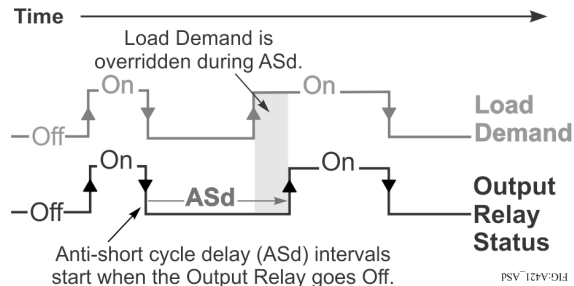 Time
Load Demand is
overridden during ASd.
On
On
Off
Load
Demand
On
On
Off
ASd
Output
Relay
Status
Anti-short cycle delay (ASd) intervals
start when the Output Relay goes Off.
FIG:A421_ASd